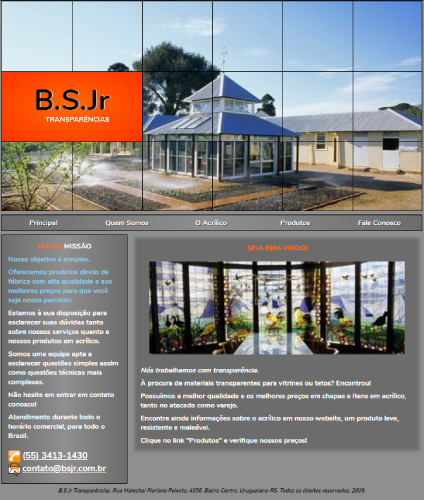 B.S.Jr
TRANSPARÊNCIAS
Principal
Quem Somos
O Acrílico
Produtos
Fale Conosco
NOSSA MISSÃO
Nosso objetivo é simples.
Oferecemos produtos direto de
fábrica com alta qualidade e aos
melhores preços para que você
seja nosso parceiro!
Estamos à sua disposição para
esclarecer suas dúvidas tanto
sobre nossos serviços quanto a
nossos produtos em acrílico.
Somos uma equipe apta a
esclarecer questões simples assim
como questões técnicas mais
complexas.
Não hesite am entrar em contato
conosco!
Atendimento durante todo o
horário comercial, para todo o
Brasil.
(55) 3413-1430
contato@bsjr.com.br
SEJA BEM-VINDO!
Nós trabalhamos com transparência.
À procura de materiais transparentes para vitrines ou tetos? Encontrou!
Possuímos a melhor qualidade e os melhores preços em chapas e itens em acrílico,
tanto no atacado como varejo.
Encontre ainda informações sobre o acrílico em nosso website, um produto leve,
resistente e maleável.
Clique no link "Produtos" e verifique nossos preços!
B.S.Jr Transparências. Rua Marechal Floriano Peixoto, 4356. Bairro Centro, Uruguaiana-RS. Todos os direitos reservados. 2009.